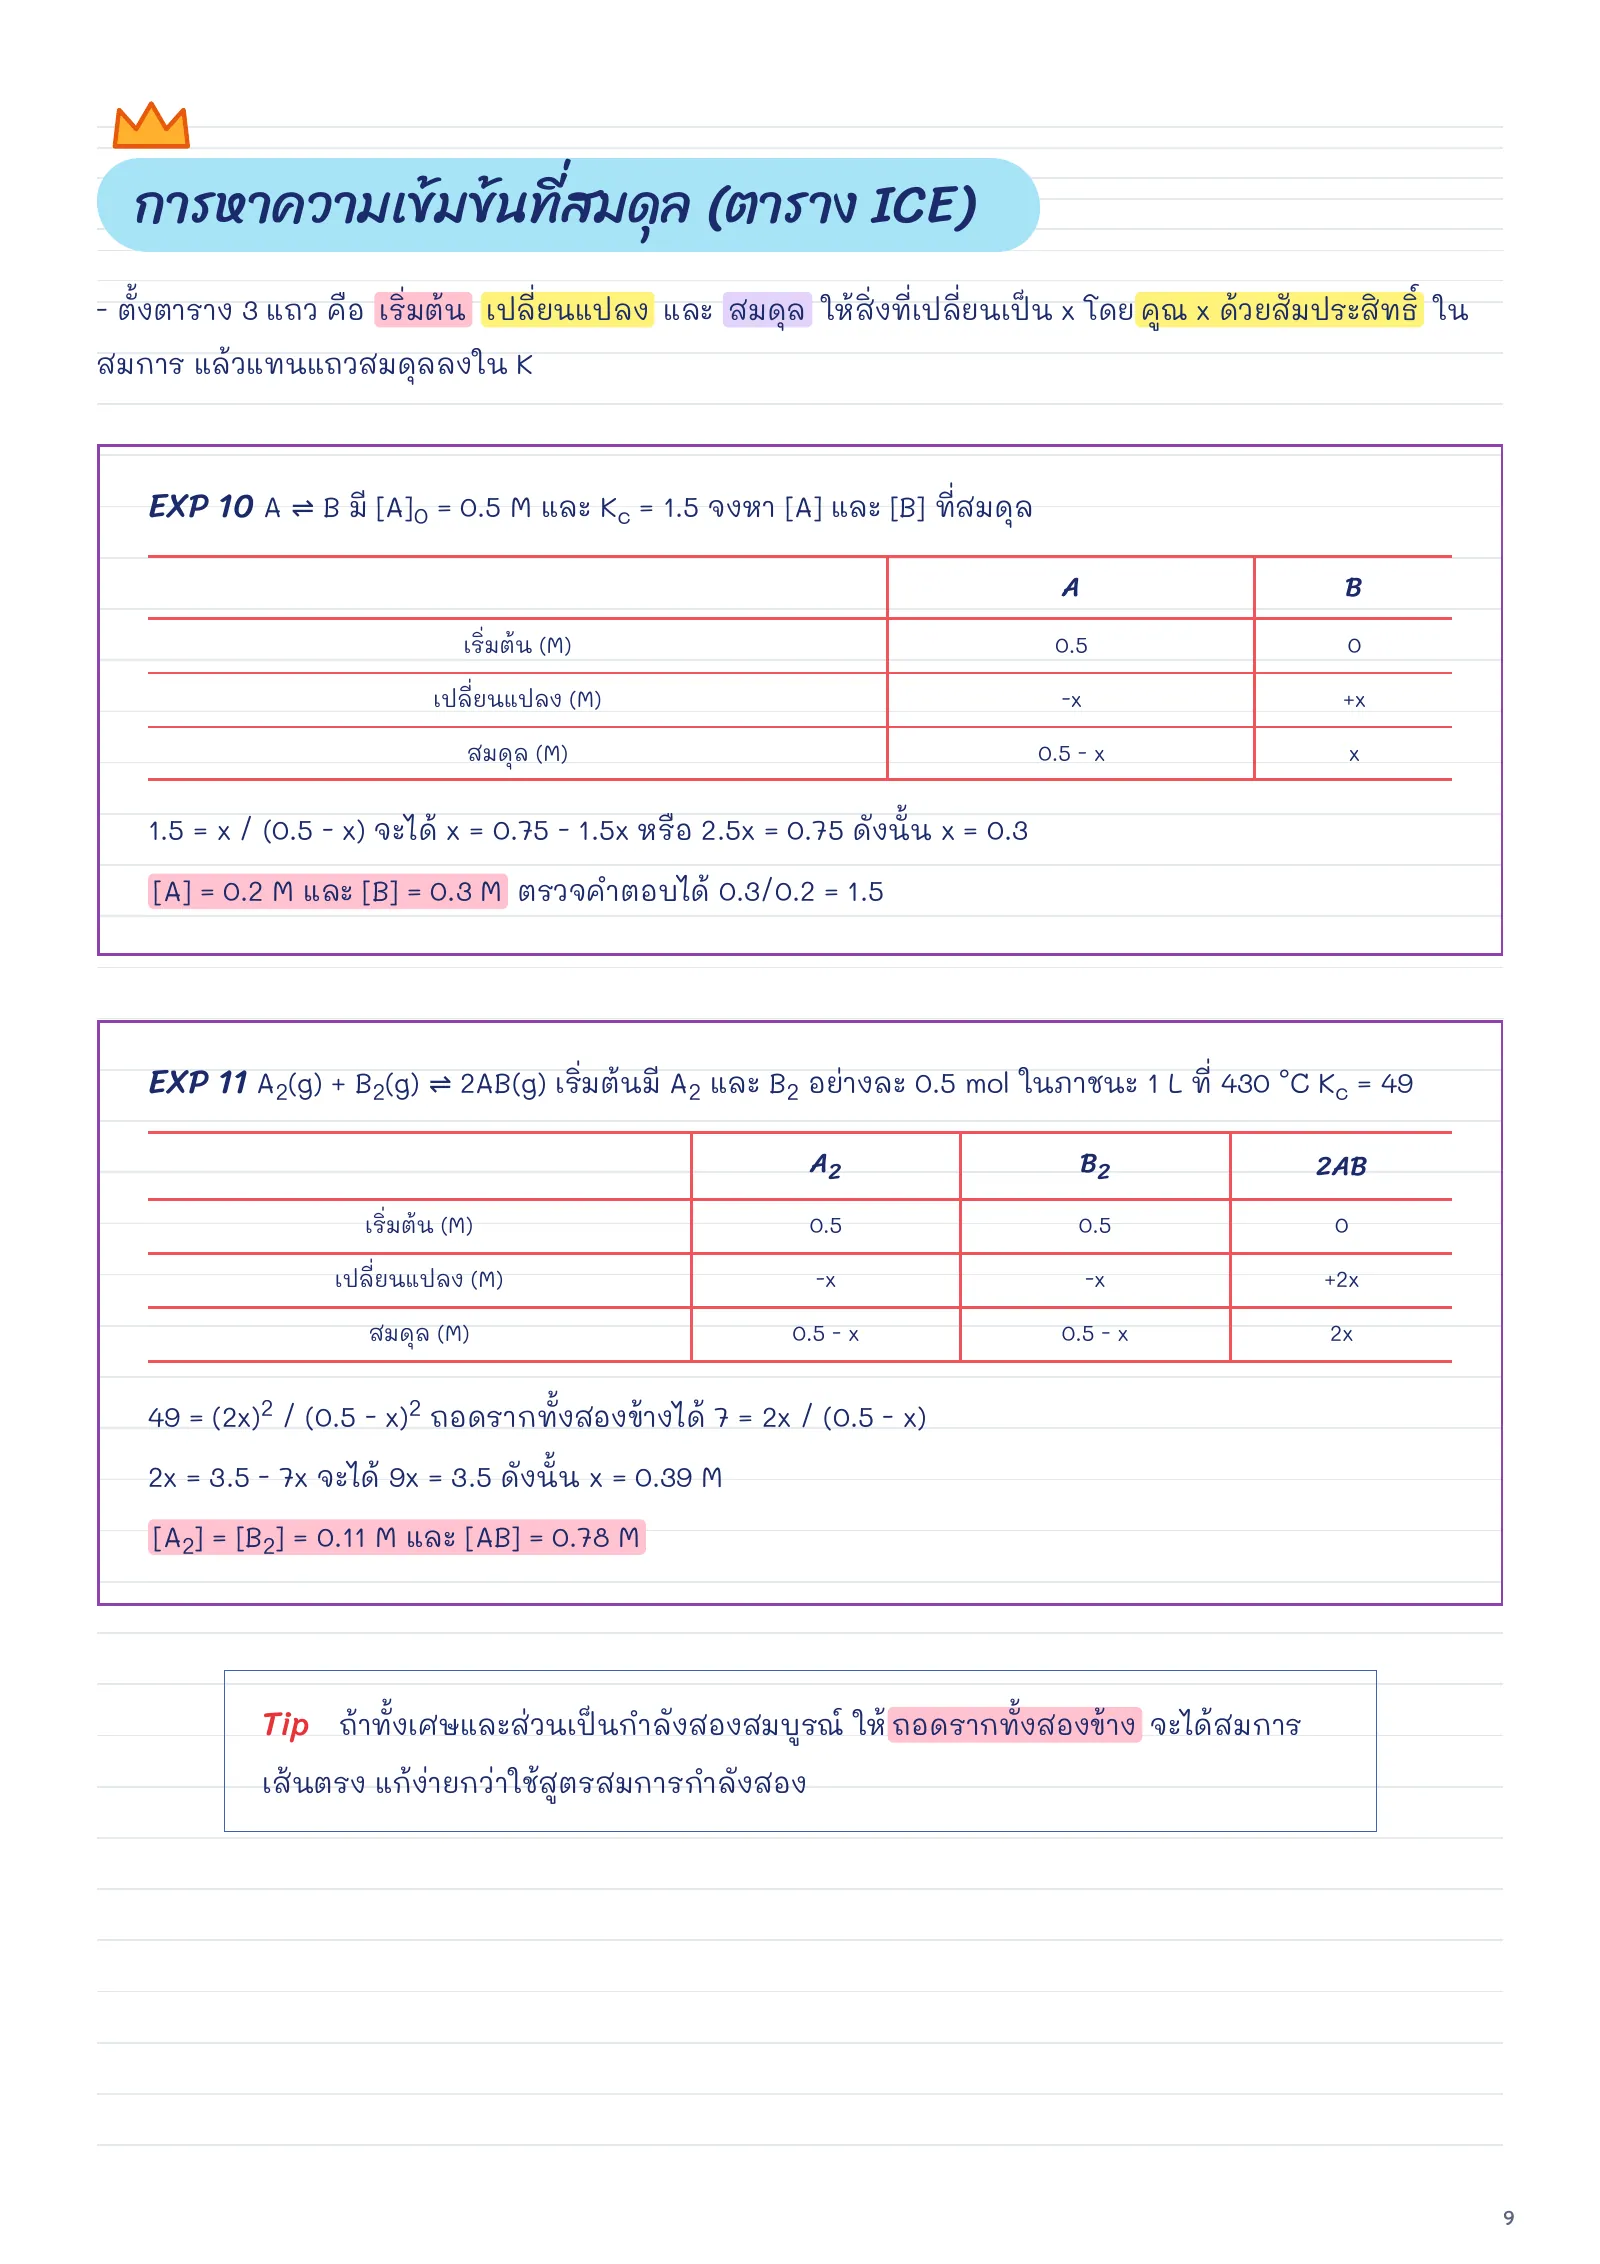 การหาความเข้มข้นที่สมดุล (ตาราง ICE)
- ตั้งตาราง 3 แถว คือ เริ่มต้น เปลี่ยนแปลง และ สมดุล ให้สิ่งที่เปลี่ยนเป็น x โดยคูณ x ด้วยสัมประสิทธิ์ ใน
สมการ แล้วแทนแถวสมดุลลงใน K
EXP 10 A ⇌ B มี [A]₀ = 0.5 M และ K꜀ = 1.5 จงหา [A] และ [B] ที่สมดุล
A B
เริ่มต้น (M) 0.5 0
เปลี่ยนแปลง (M) -x +x
สมดุล (M) 0.5 - x x
1.5 = x / (0.5 - x) จะได้ x = 0.75 - 1.5x หรือ 2.5x = 0.75 ดังนั้น x = 0.3
[A] = 0.2 M และ [B] = 0.3 M ตรวจคำตอบได้ 0.3/0.2 = 1.5
EXP 11 A₂(g) + B₂(g) ⇌ 2AB(g) เริ่มต้นมี A₂ และ B₂ อย่างละ 0.5 mol ในภาชนะ 1 L ที่ 430 °C K꜀ = 49
A₂ B₂ 2AB
เริ่มต้น (M) 0.5 0.5 0
เปลี่ยนแปลง (M) -x -x +2x
สมดุล (M) 0.5 - x 0.5 - x 2x
49 = (2x)² / (0.5 - x)² ถอดรากทั้งสองข้างได้ 7 = 2x / (0.5 - x)
2x = 3.5 - 7x จะได้ 9x = 3.5 ดังนั้น x = 0.39 M
[A₂] = [B₂] = 0.11 M และ [AB] = 0.78 M
Tip ถ้าทั้งเศษและส่วนเป็นกำลังสองสมบูรณ์ ให้ถอดรากทั้งสองข้าง จะได้สมการ
เส้นตรง แก้ง่ายกว่าใช้สูตรสมการกำลังสอง
9